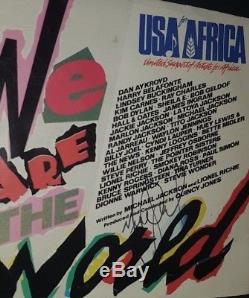 We
ARE
THE
World
for
USA AFRICA
United Support of Artists for Africa
DAN AYKROYD
HARRY BELAFONTE
LINDSEY BUCKINGHAM
KIM CARNES RAY CHARLES
BOB DYLAN SHEILA E BOB GELDOF
HALL & OATES JAMES INGRAM
JACKIE JACKSON LA TOYA JACKSON
MARLON JACKSON MICHAEL JACKSON
RANDY JACKSON TITO JACKSON
AL JARREAU WAYLON JENNINGS
BILLY JOEL CYNDI LAUPER HUEY LEWIS &
THE NEWS KENNY LOGGINS BETTE MIDLER
WILLIE NELSON JEFFREY OSBORNE
STEVE PERRY POINTER SISTERS
LIONEL RICHIE SMOKEY ROBINSON
KENNY ROGERS DIANA ROSS PAUL SIMON
BRUCE SPRINGSTEEN TINA TURNER
DIONNE WARWICK STEVIE WONDER
Written by MICHAEL JACKSON and LIONEL RICHIE
Produced by QUINCY JONES